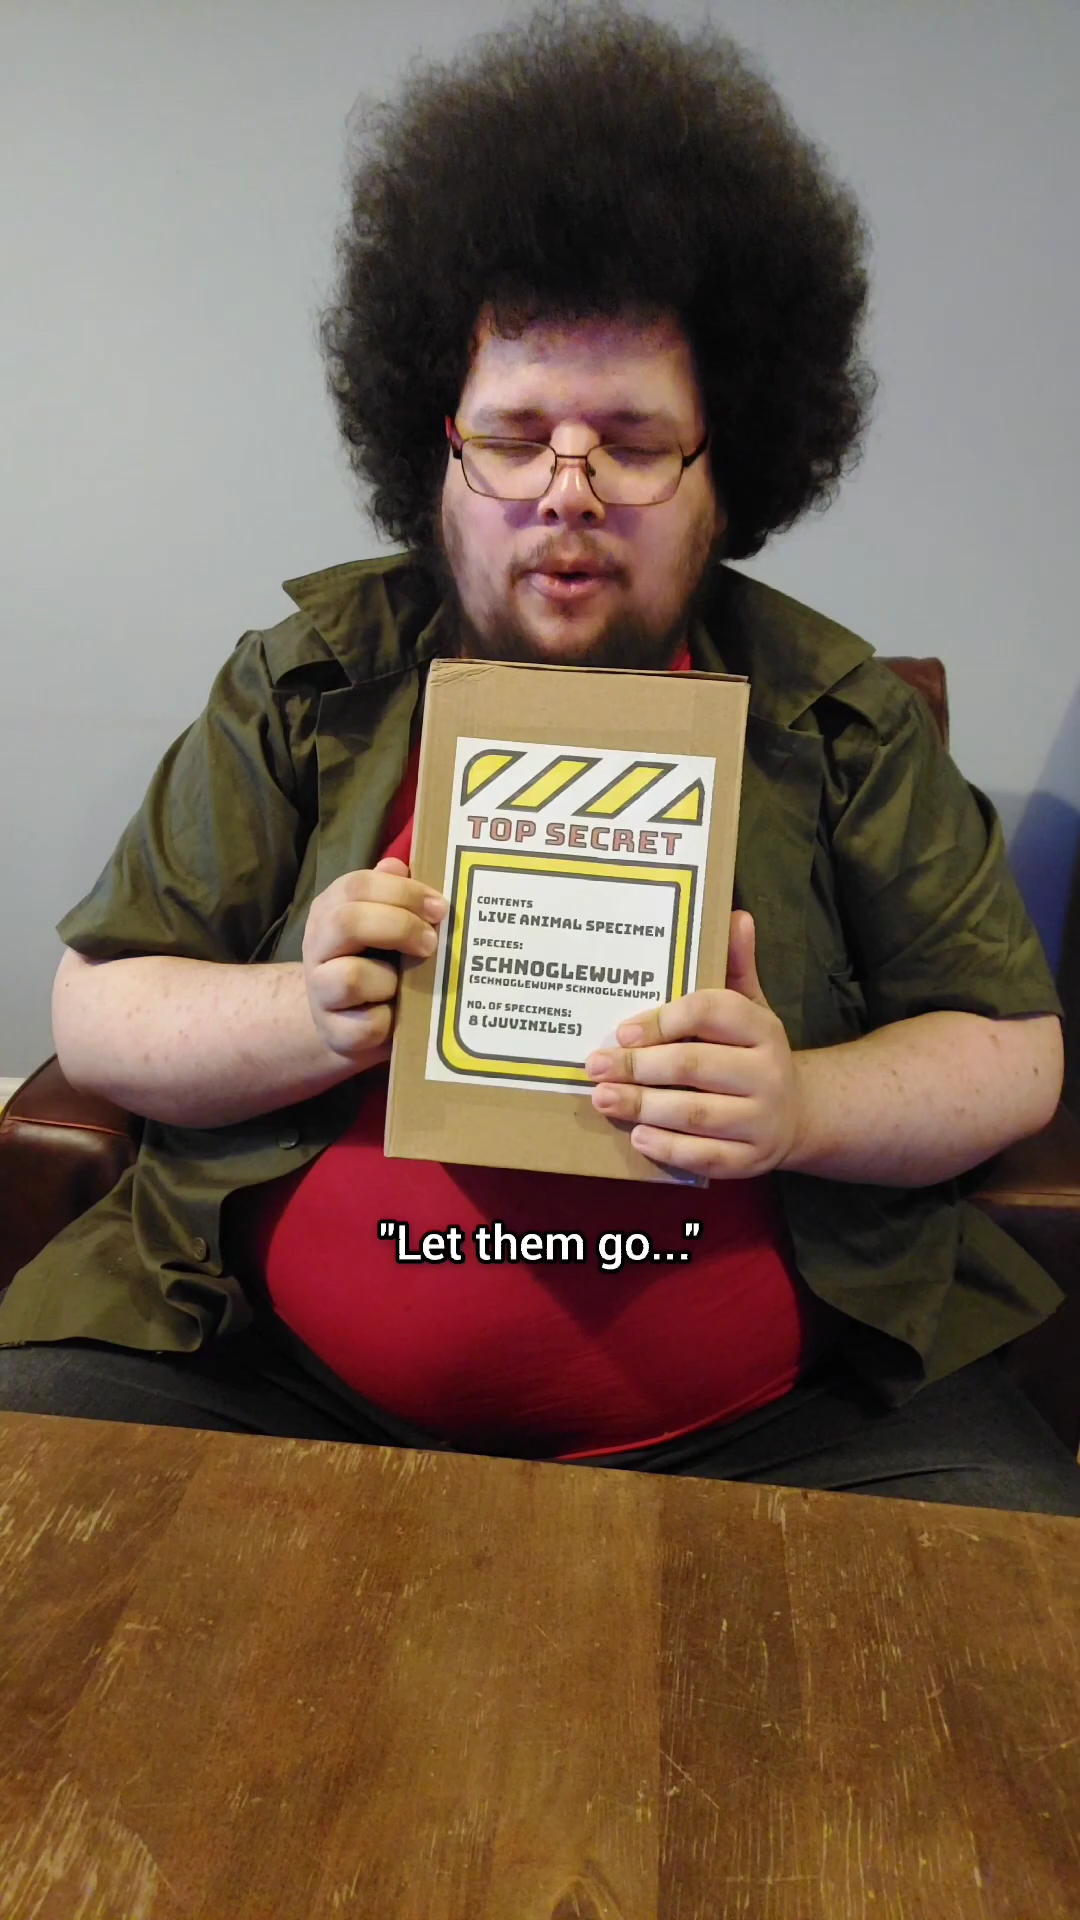 TOP SECRET
CONTENTS
LIVE ANIMAL SPECIMEN
SPECIES:
SCHNOGLEWUMP
(SCHNOGLEWUMP SCHNOGLEWUMP)
NO. OF SPECIMENS:
8 (JUVINILES)
"Let them go..."